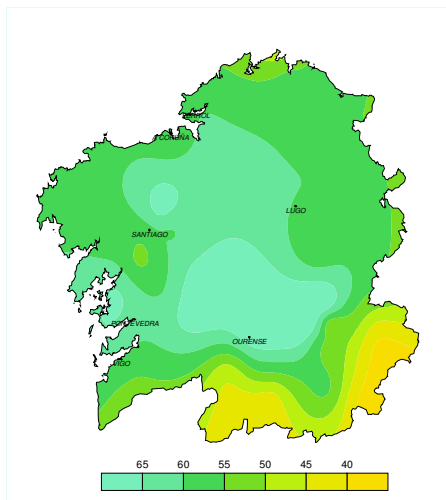 FERROL
CORUÑA
LUGO
SANTIAGO
PONTEVEDRA
OURENSE
VIGO
65 60 55 50 45 40